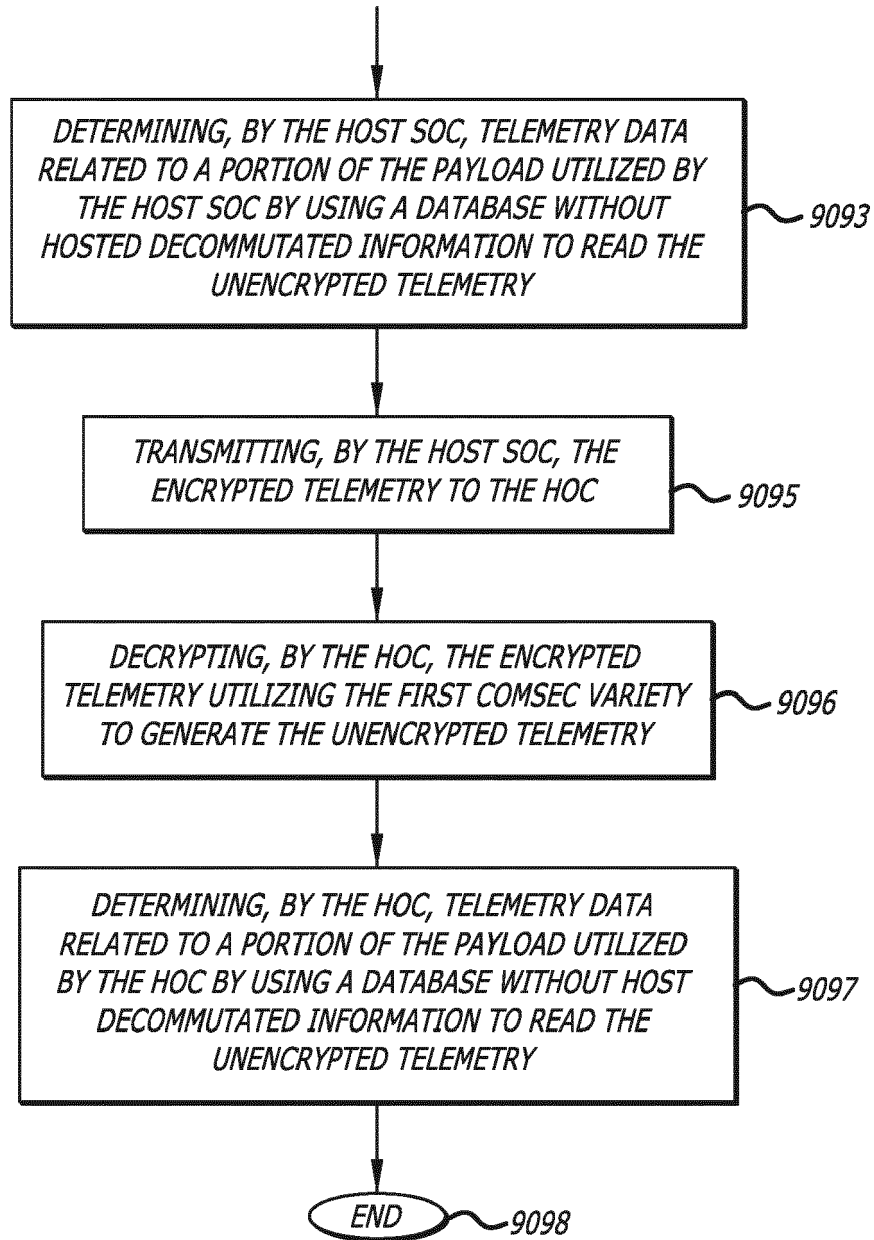 DETERMINING, BY THE HOST SOC, TELEMETRY DATA
RELATED TO A PORTION OF THE PAYLOAD UTILIZED BY
THE HOST SOC BY USING A DATABASE WITHOUT
HOSTED DECOMMUTATED INFORMATION TO READ THE
UNENCRYPTED TELEMETRY
9093
TRANSMITTING, BY THE HOST SOC, THE
ENCRYPTED TELEMETRY TO THE HOC
9095
DECRYPTING, BY THE HOC, THE ENCRYPTED
TELEMETRY UTILIZING THE FIRST COMSEC VARIETY
TO GENERATE THE UNENCRYPTED TELEMETRY
9096
DETERMINING, BY THE HOC, TELEMETRY DATA
RELATED TO A PORTION OF THE PAYLOAD UTILIZED
BY THE HOC BY USING A DATABASE WITHOUT HOST
DECOMMUTATED INFORMATION TO READ THE
UNENCRYPTED TELEMETRY
9097
END
9098